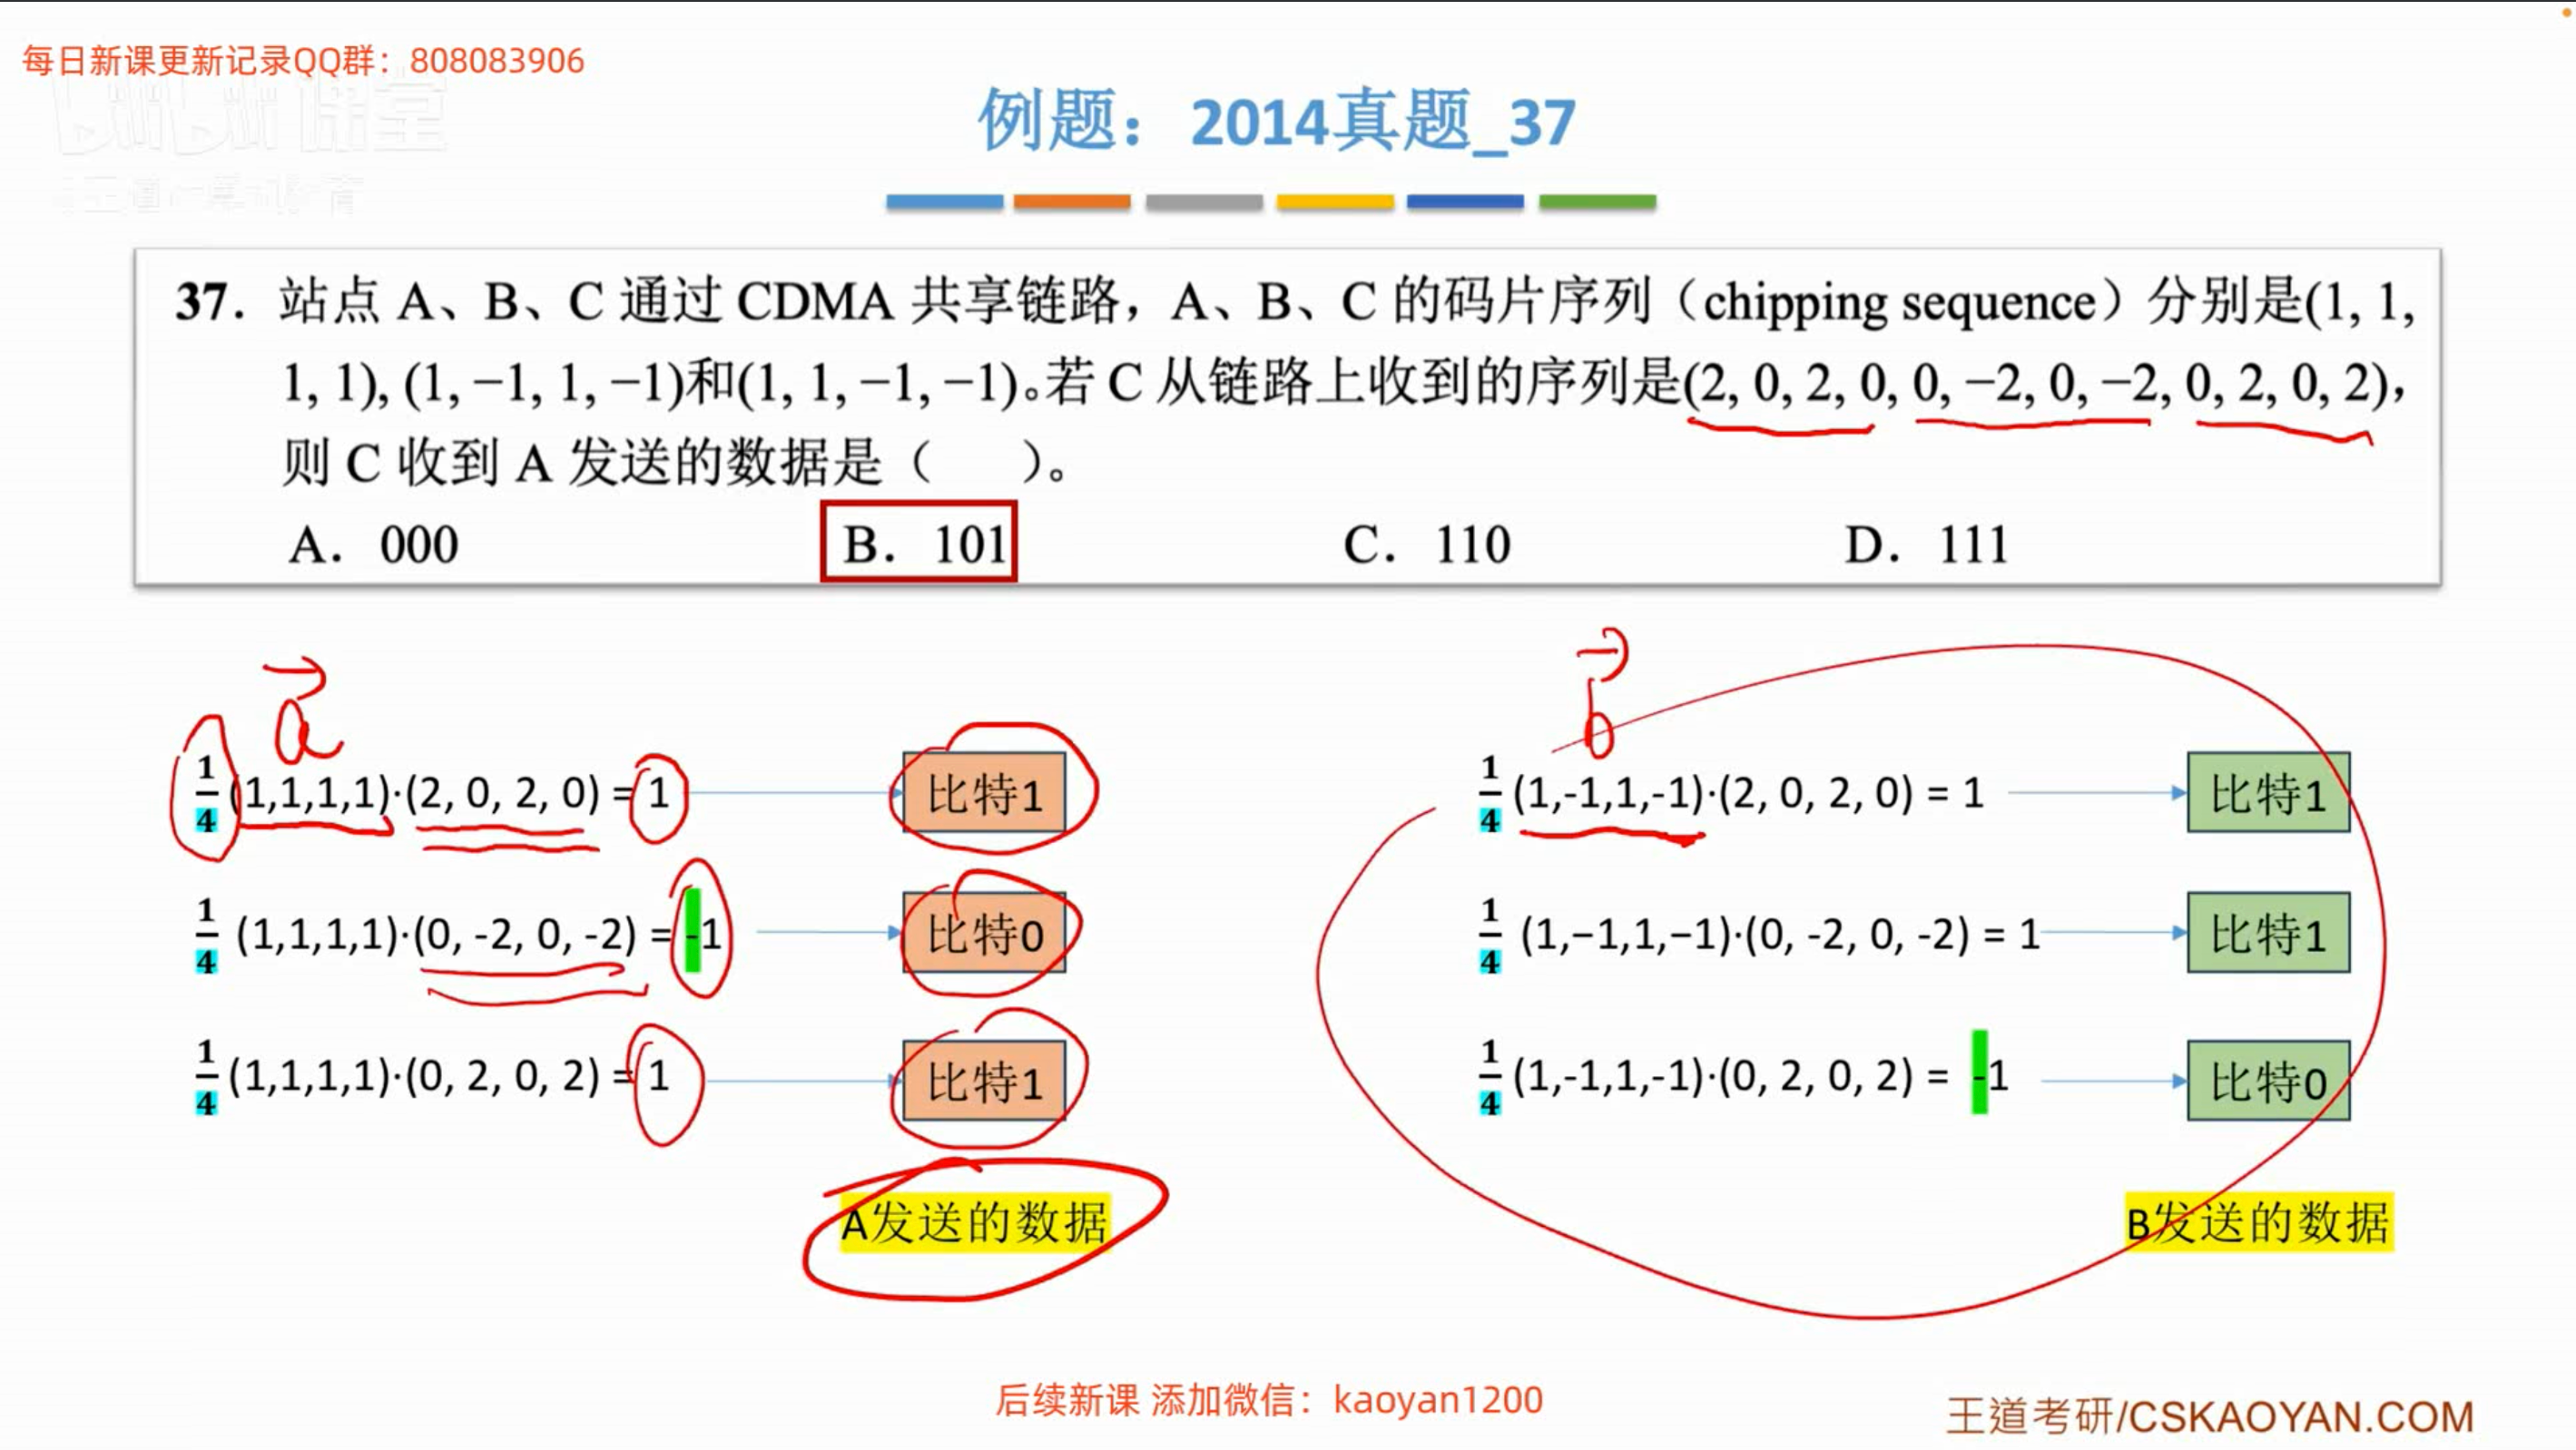 每日新课更新记录QQ群：808083906
例题：2014真题_37
37. 站点 A、B、C 通过 CDMA 共享链路，A、B、C 的码片序列（chipping sequence）分别是(1, 1,
1, 1), (1, −1, 1, −1)和(1, 1, −1, −1)。若 C 从链路上收到的序列是(2, 0, 2, 0, 0, −2, 0, −2, 0, 2, 0, 2)，
则 C 收到 A 发送的数据是（ ）。
A. 000 B. 101 C. 110 D. 111
a
1/4 (1,1,1,1)·(2, 0, 2, 0) = 1 比特1
1/4 (1,1,1,1)·(0, -2, 0, -2) = -1 比特0
1/4 (1,1,1,1)·(0, 2, 0, 2) = 1 比特1
A发送的数据
b
1/4 (1,-1,1,-1)·(2, 0, 2, 0) = 1 比特1
1/4 (1,−1,1,−1)·(0, -2, 0, -2) = 1 比特1
1/4 (1,-1,1,-1)·(0, 2, 0, 2) = -1 比特0
B发送的数据
后续新课 添加微信：kaoyan1200
王道考研/CSKAOYAN.COM